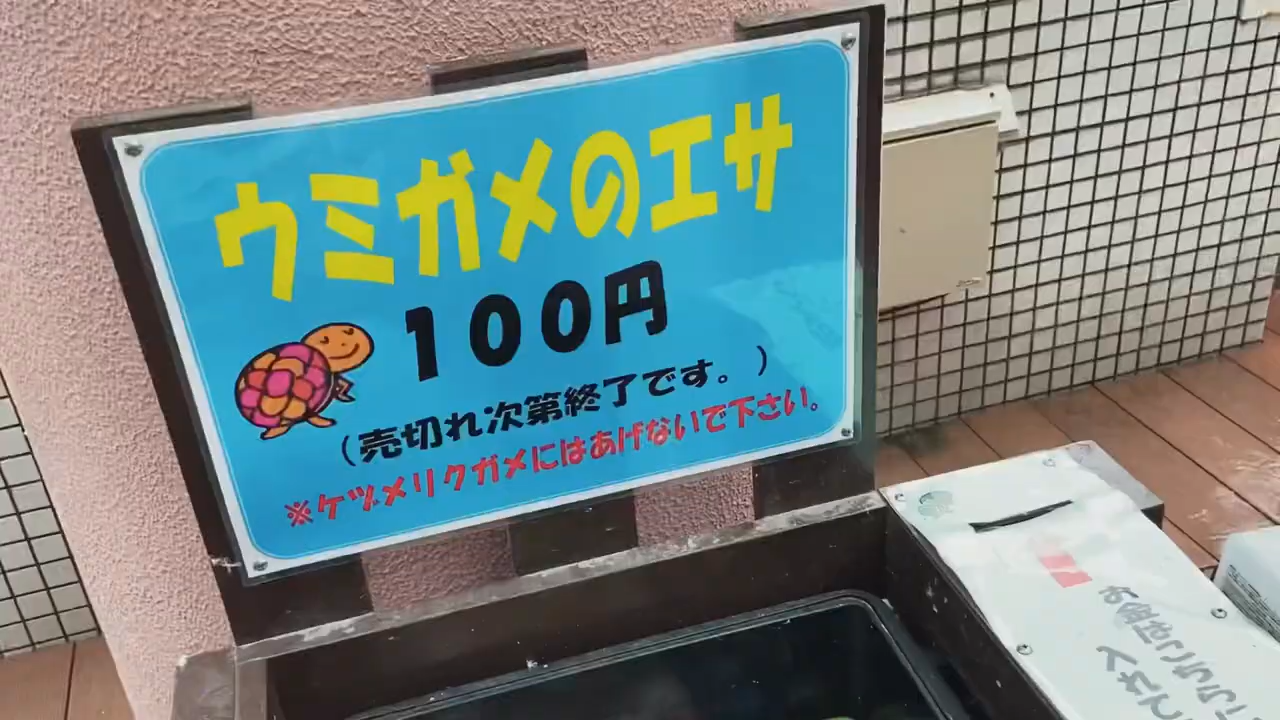 ウミガメのエサ
100円
(売切れ次第終了です。)
※ケヅメリクガメにはあげないで下さい。
お金はこちらに
入れて